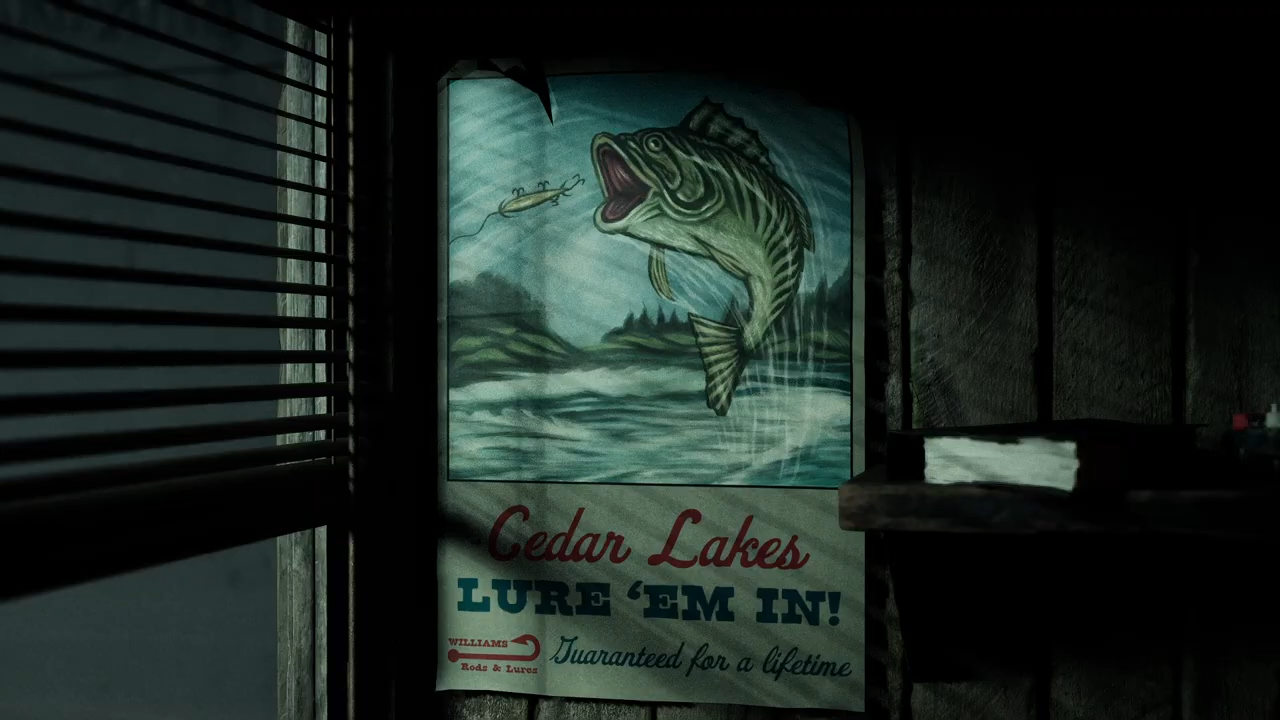 Cedar Lakes
LURE ‘EM IN!
WILLIAMS
Rods & Lures
Guaranteed for a lifetime